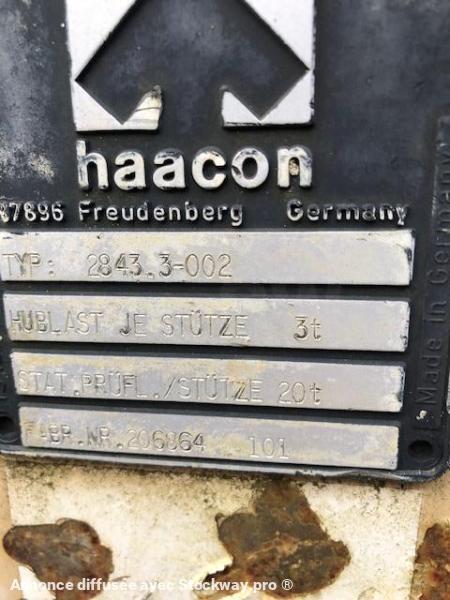 haacon
97896 Freudenberg Germany
TYP: 2843.3-002
HUBLAST JE STÜTZE 3t
STAT.PRÜFL./STÜTZE 20t
FABR.NR.206864 101
Made in Germany
Annonce diffusée avec Stockway pro ®